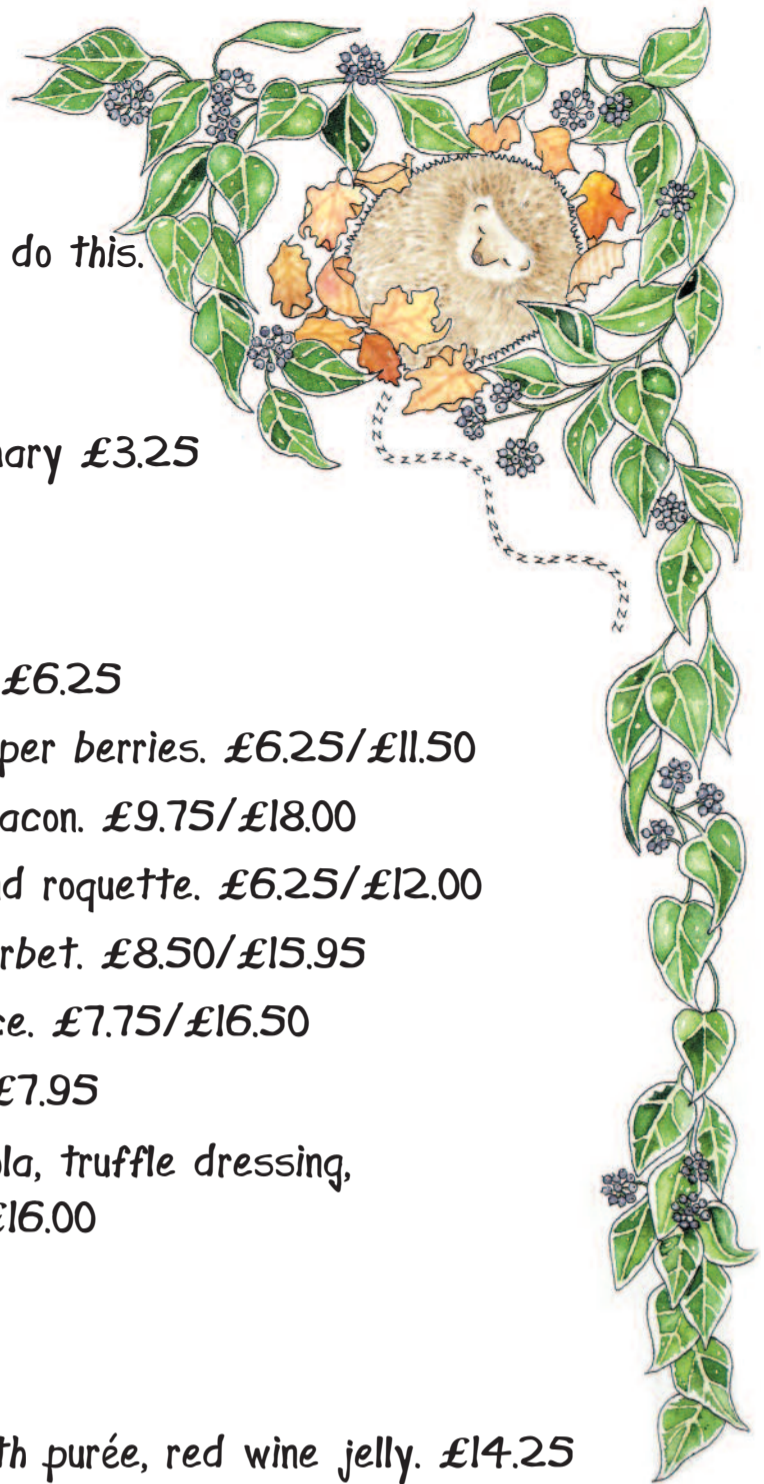 do this.
ary £3.25
£6.25
per berries. £6.25/£11.50
acon. £9.75/£18.00
d roquette. £6.25/£12.00
rbet. £8.50/£15.95
ce. £7.75/£16.50
£7.95
la, truffle dressing,
£16.00
th purée, red wine jelly. £14.25